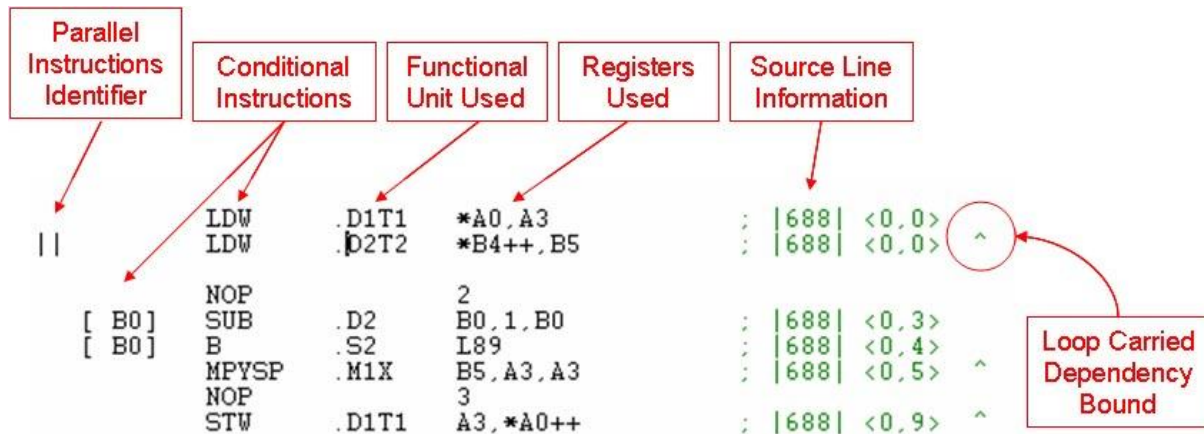 Parallel
Instructions
Identifier
Conditional
Instructions
Functional
Unit Used
Registers
Used
Source Line
Information
LDW .D1T1 *A0,A3 ; |688| <0,0>
|| LDW .D2T2 *B4++,B5 ; |688| <0,0> ^
NOP 2
[ B0] SUB .D2 B0,1,B0 ; |688| <0,3>
[ B0] B .S2 L89 ; |688| <0,4>
MPYSP .M1X B5,A3,A3 ; |688| <0,5> ^
NOP 3
STW .D1T1 A3,*A0++ ; |688| <0,9> ^
Loop Carried
Dependency
Bound